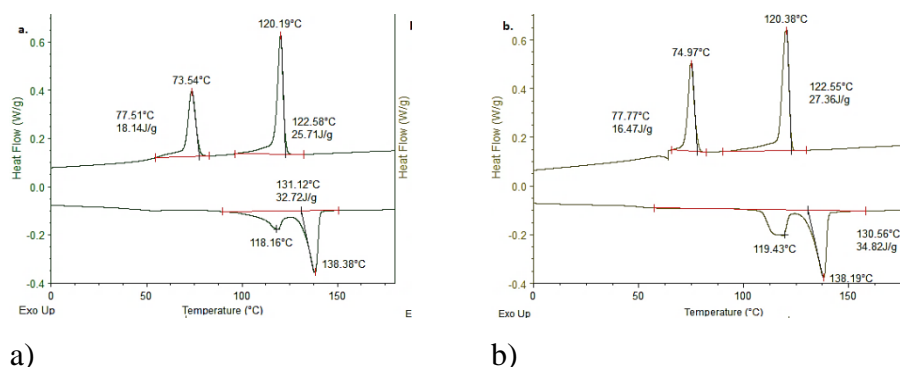 a.
120.19°C
73.54°C
77.51°C
18.14J/g
122.58°C
25.71J/g
131.12°C
32.72J/g
118.16°C
138.38°C
Heat Flow (W/g)
0.6
0.4
0.2
0.0
-0.2
-0.4
0
50
100
150
Exo Up
Temperature (°C)
E
Heat Flow (W/g)
b.
120.38°C
74.97°C
77.77°C
16.47J/g
122.55°C
27.36J/g
130.56°C
34.82J/g
119.43°C
138.19°C
Heat Flow (W/g)
0.6
0.4
0.2
0.0
-0.2
-0.4
0
50
100
150
Exo Up
Temperature (°C)
a)
b)